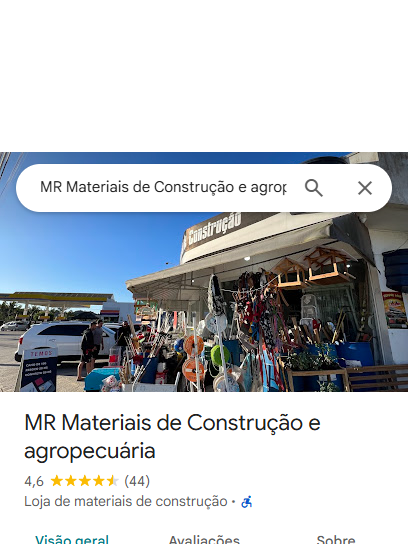 MR Materiais de Construção e agrop
Construção
TEMOS
MR Materiais de Construção e
agropecuária
4,6 (44)
Loja de materiais de construção •
Visão geral Avaliações Sobre